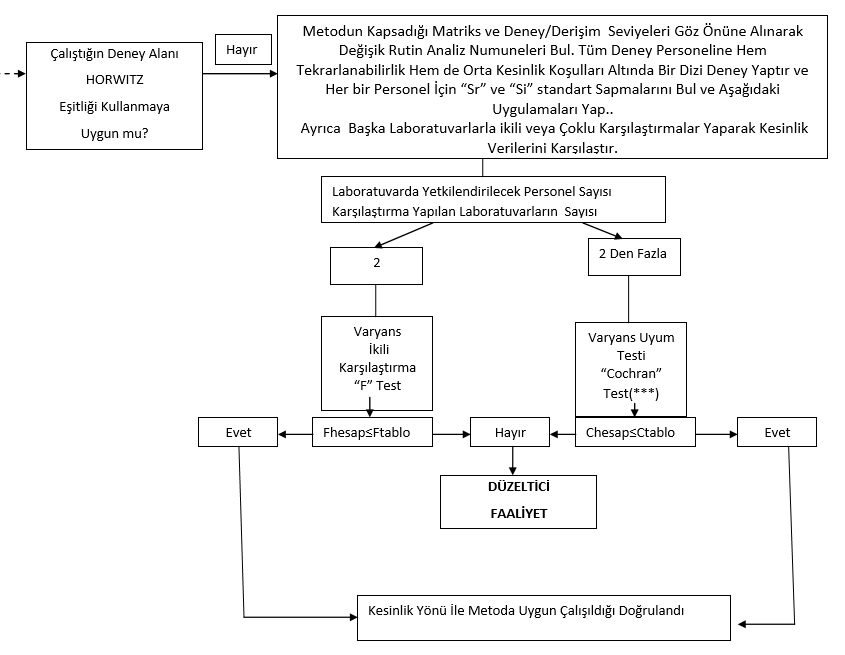 Çalıştığın Deney Alanı
HORWITZ
Eşitliği Kullanmaya
Uygun mu?
Hayır
Metodun Kapsadığı Matriks ve Deney/Derişim Seviyeleri Göz Önüne Alınarak
Değişik Rutin Analiz Numuneleri Bul. Tüm Deney Personeline Hem
Tekrarlanabilirlik Hem de Orta Kesinlik Koşulları Altında Bir Dizi Deney Yaptır ve
Her bir Personel İçin “Sr” ve “Si” standart Sapmalarını Bul ve Aşağıdaki
Uygulamaları Yap..
Ayrıca Başka Laboratuvarlarla ikili veya Çoklu Karşılaştırmalar Yaparak Kesinlik
Verilerini Karşılaştır.
Laboratuvarda Yetkilendirilecek Personel Sayısı
Karşılaştırma Yapılan Laboratuvarların Sayısı
2
2 Den Fazla
Varyans
İkili
Karşılaştırma
“F” Test
Varyans Uyum
Testi
“Cochran”
Test(***)
Evet
Fhesap≤Ftablo
Hayır
Chesap≤Ctablo
Evet
DÜZELTİCİ
FAALİYET
Kesinlik Yönü İle Metoda Uygun Çalışıldığı Doğrulandı